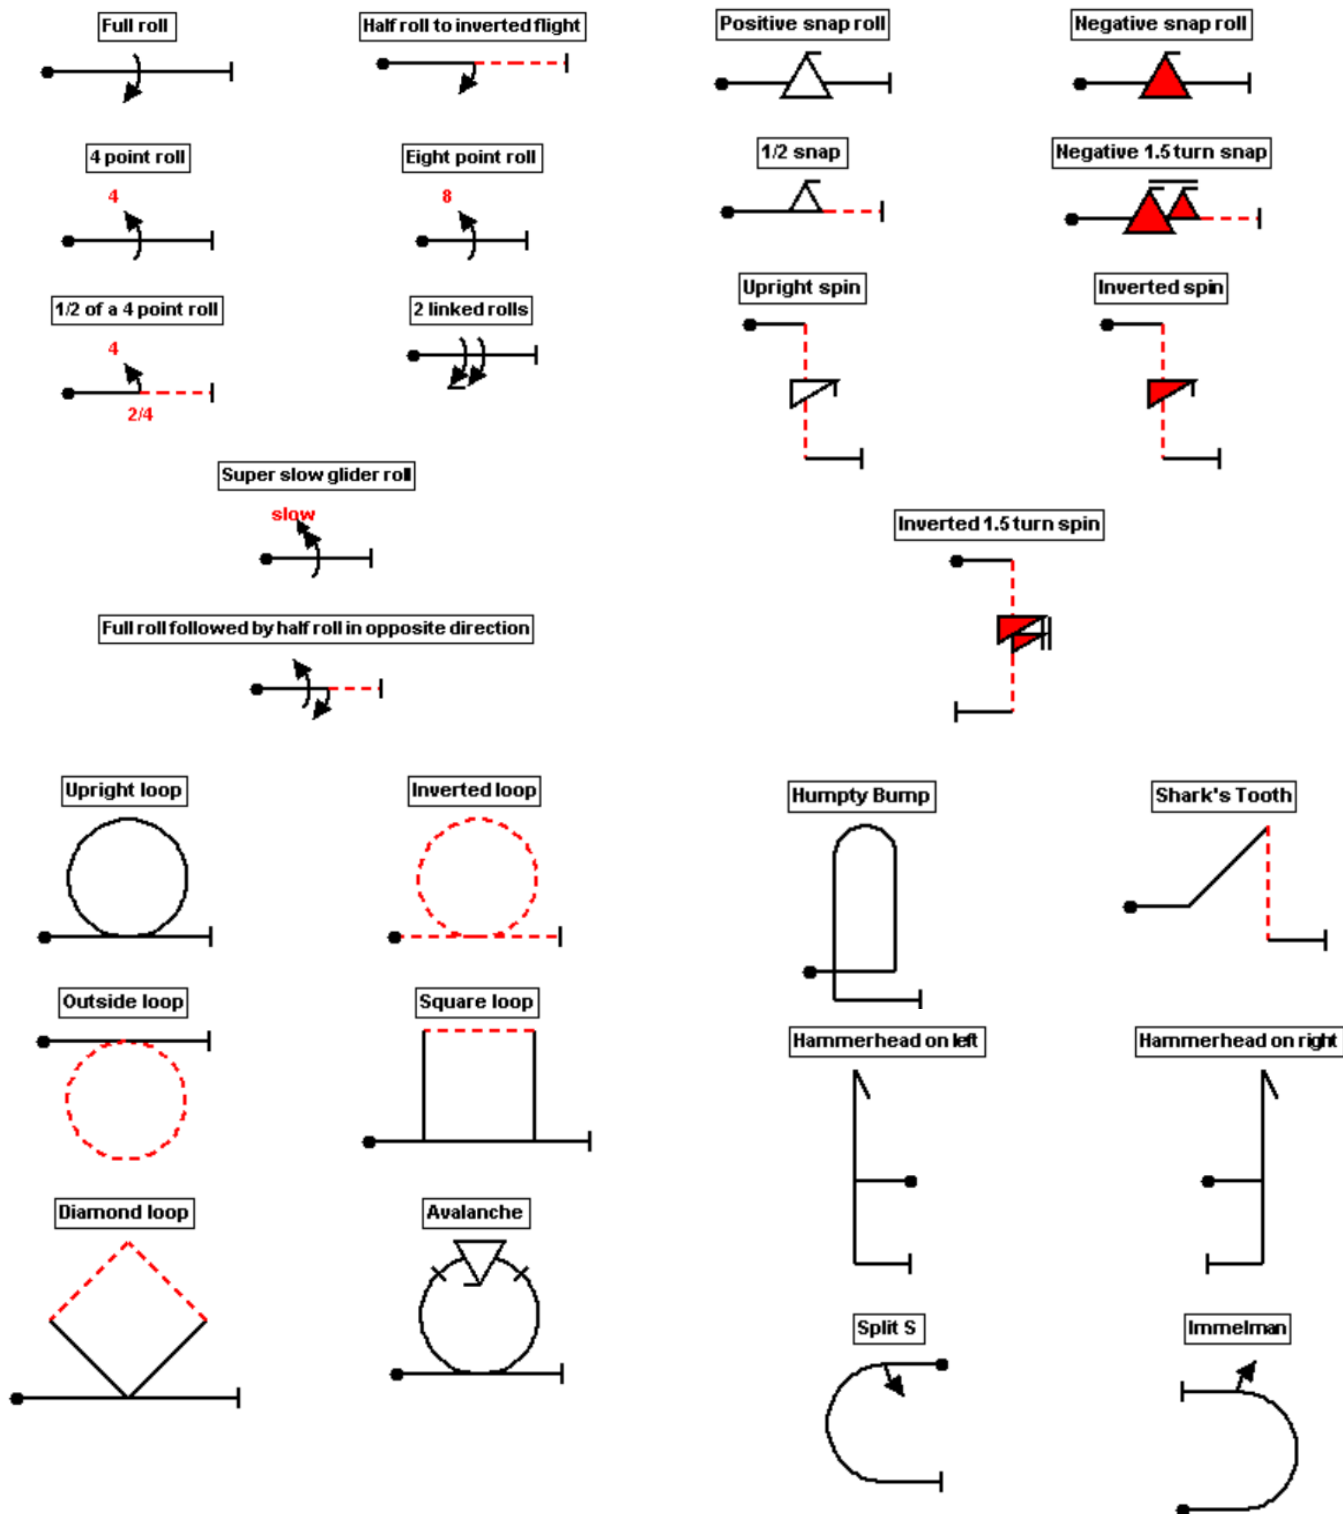 Full roll
Half roll to inverted flight
Positive snap roll
Negative snap roll
4 point roll
Eight point roll
1/2 snap
Negative 1.5 turn snap
4
8
Upright spin
Inverted spin
1/2 of a 4 point roll
2 linked rolls
4
2/4
Super slow glider roll
slow
Inverted 1.5 turn spin
Full roll followed by half roll in opposite direction
Upright loop
Inverted loop
Humpty Bump
Shark's Tooth
Outside loop
Square loop
Hammerhead on left
Hammerhead on right
Diamond loop
Avalanche
Split S
Immelman